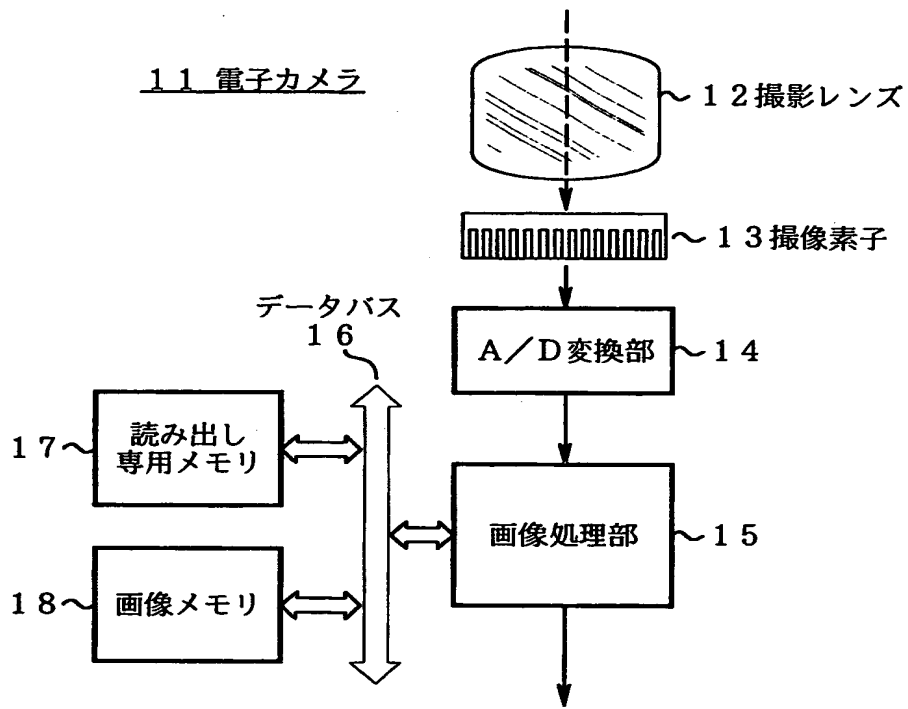 １１ 電子カメラ
１２撮影レンズ
１３撮像素子
データバス
１６
Ａ／Ｄ変換部
１４
１７
読み出し
専用メモリ
画像処理部
１５
１８
画像メモリ